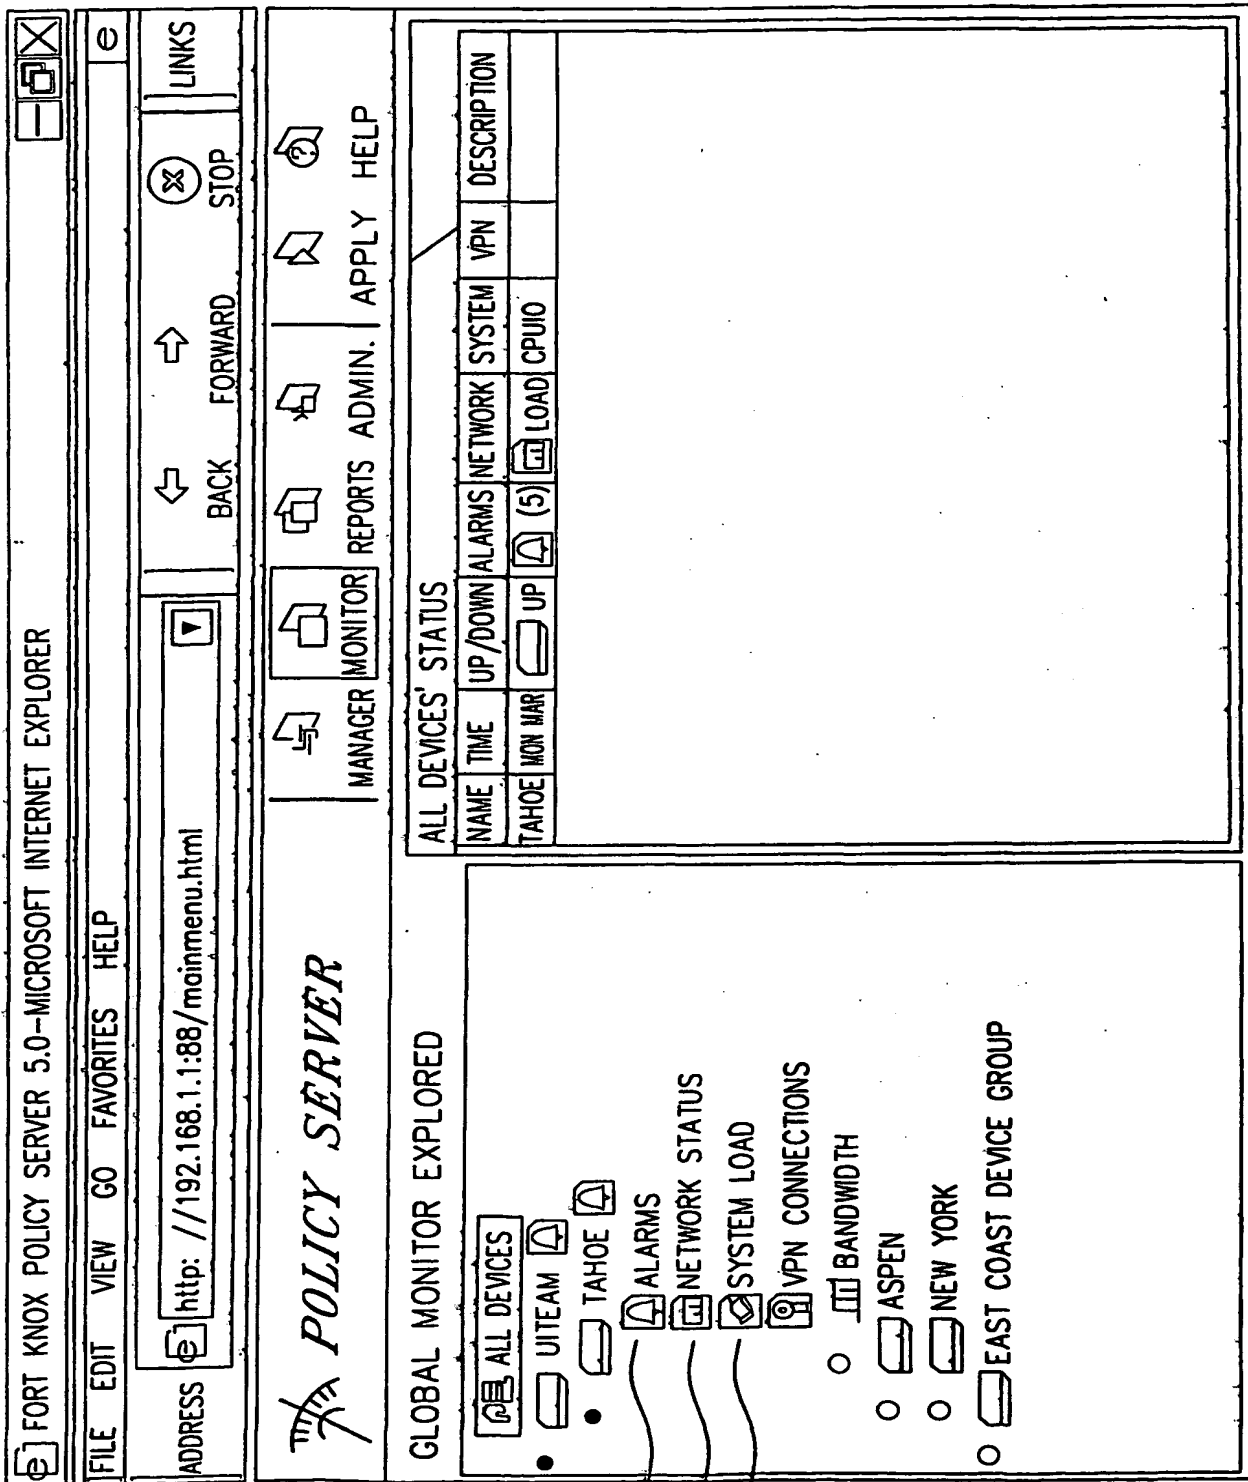 FORT KNOX POLICY SERVER 5.0-MICROSOFT INTERNET EXPLORER
FILE EDIT VIEW GO FAVORITES HELP
e
ADDRESS e http: //192.168.1.1:88/mainmenu.html
BACK FORWARD STOP
LINKS
POLICY SERVER
MANAGER MONITOR REPORTS ADMIN. APPLY HELP
GLOBAL MONITOR EXPLORED
ALL DEVICES
UITEAM
TAHOE
ALARMS
NETWORK STATUS
SYSTEM LOAD
VPN CONNECTIONS
BANDWIDTH
ASPEN
NEW YORK
EAST COAST DEVICE GROUP
ALL DEVICES' STATUS
NAME TIME UP/DOWN ALARMS NETWORK SYSTEM VPN DESCRIPTION
TAHOE MON MAR UP (5) LOAD CPUIO